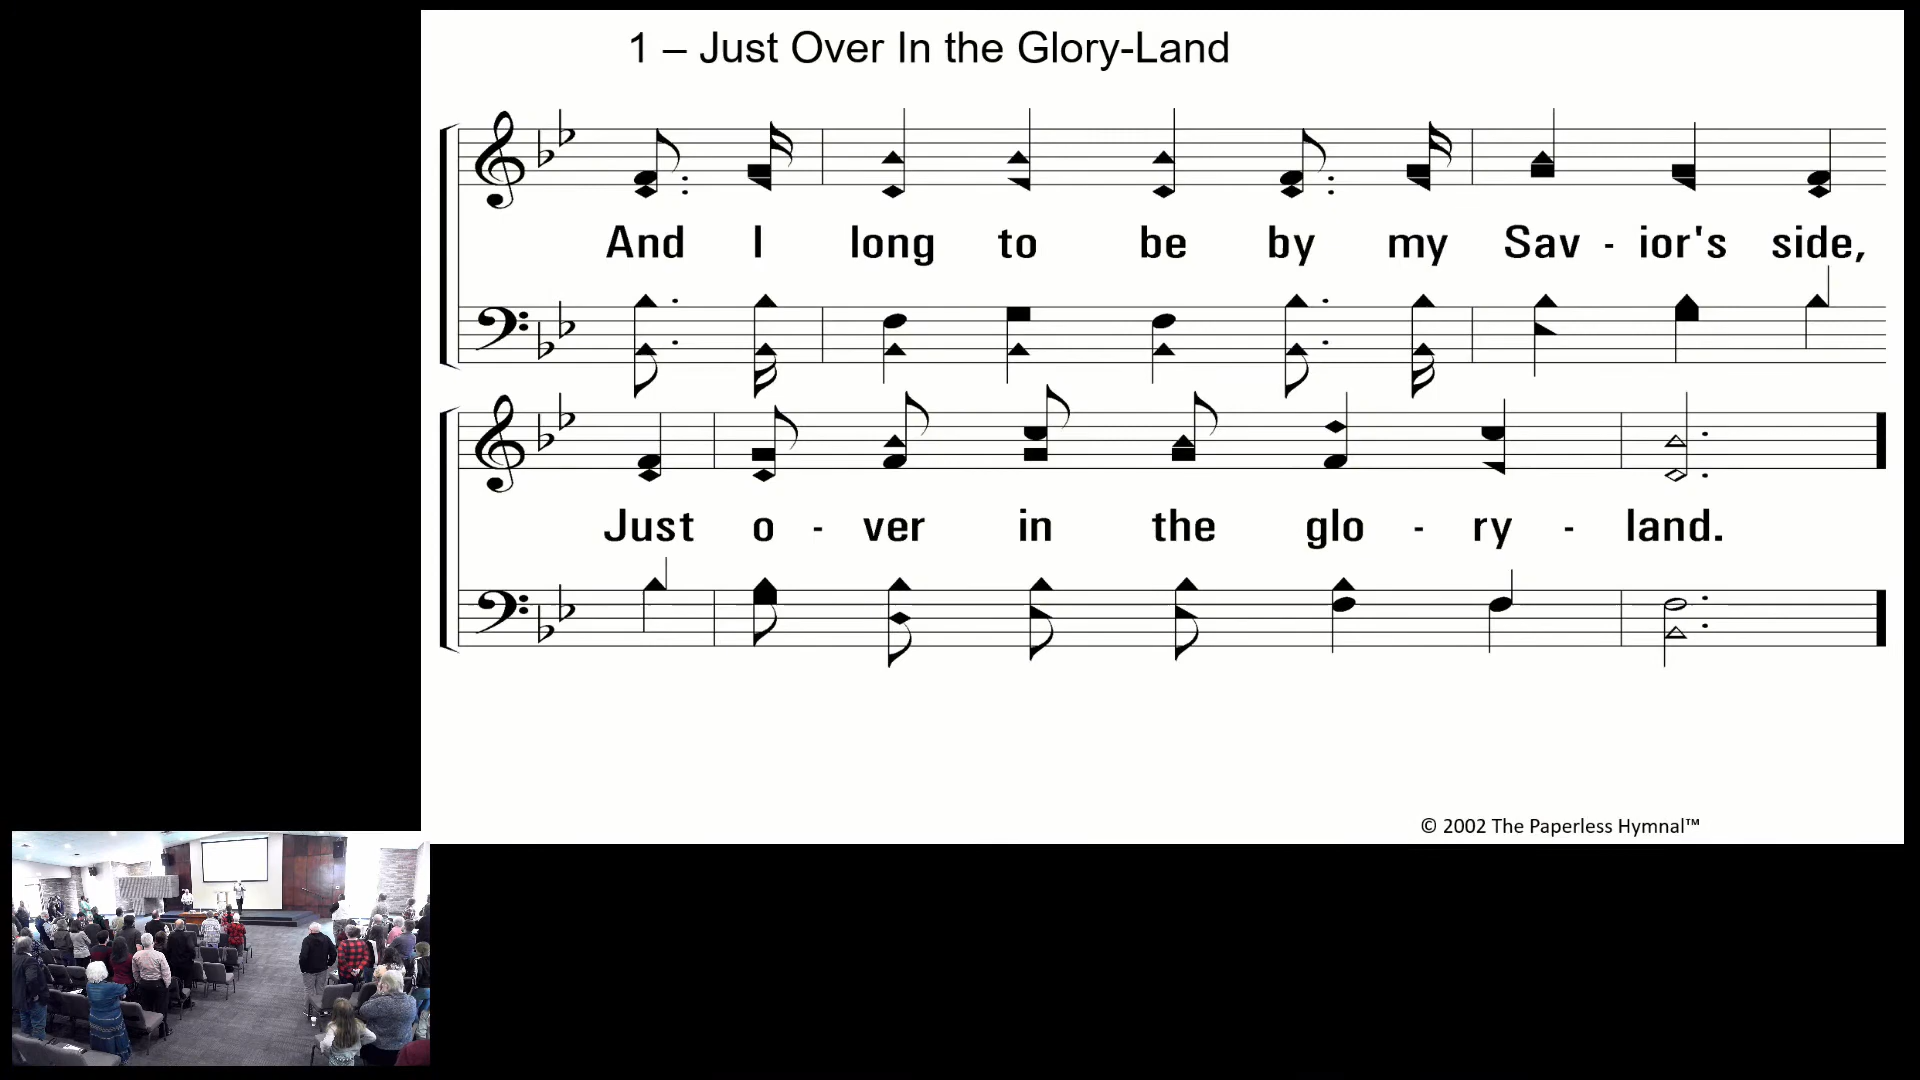 1 – Just Over In the Glory-Land
And I long to be by my Sav - ior's side,
Just o - ver in the glo - ry - land.
© 2002 The Paperless Hymnal™